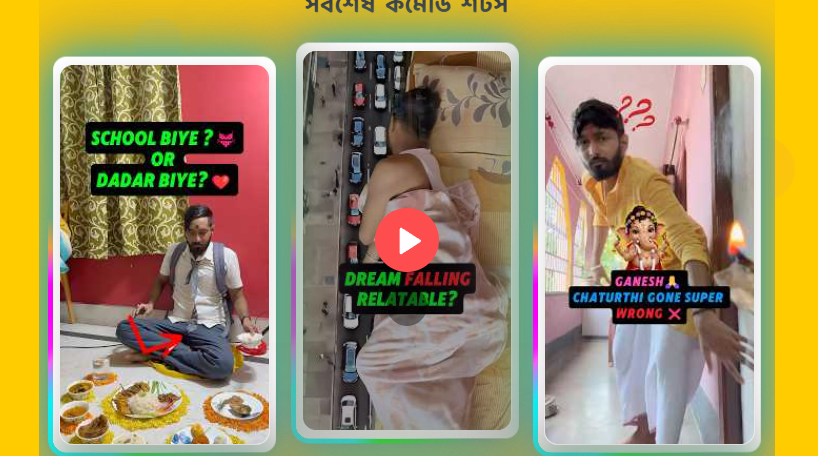 সর্বশেষ কমেডি শর্টস
SCHOOL BIYE ?
OR
DADAR BIYE?
DREAM FALLING
RELATABLE?
???
GANESH
CHATURTHI GONE SUPER
WRONG